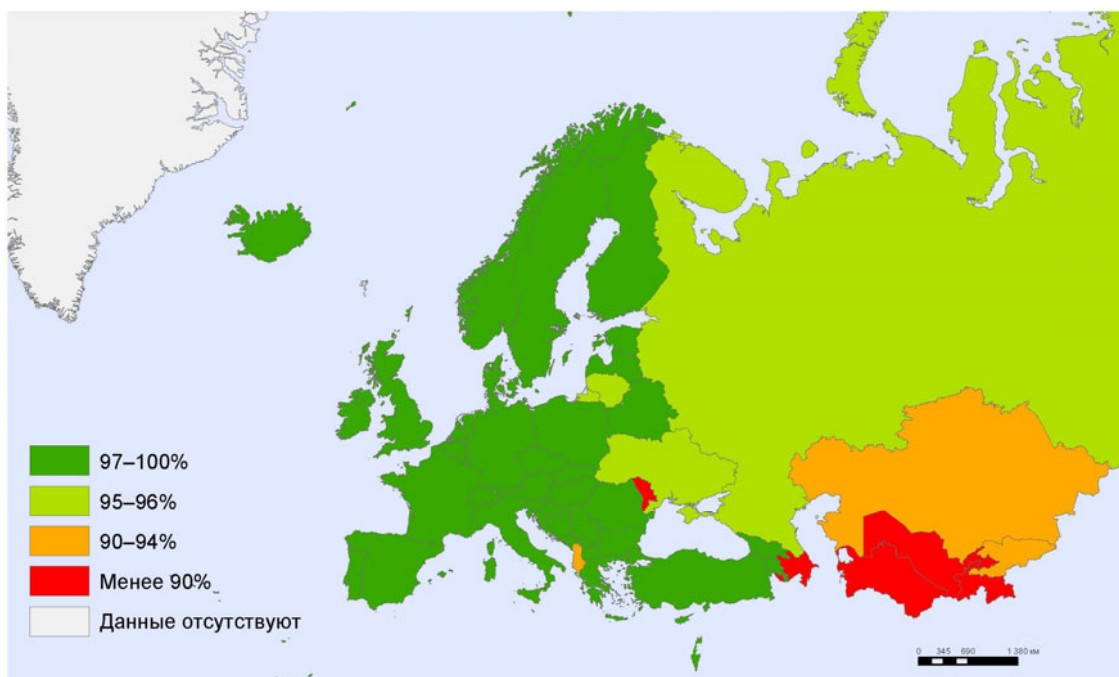 97–100%
95–96%
90–94%
Менее 90%
Данные отсутствуют
0 345 690 1 380 км